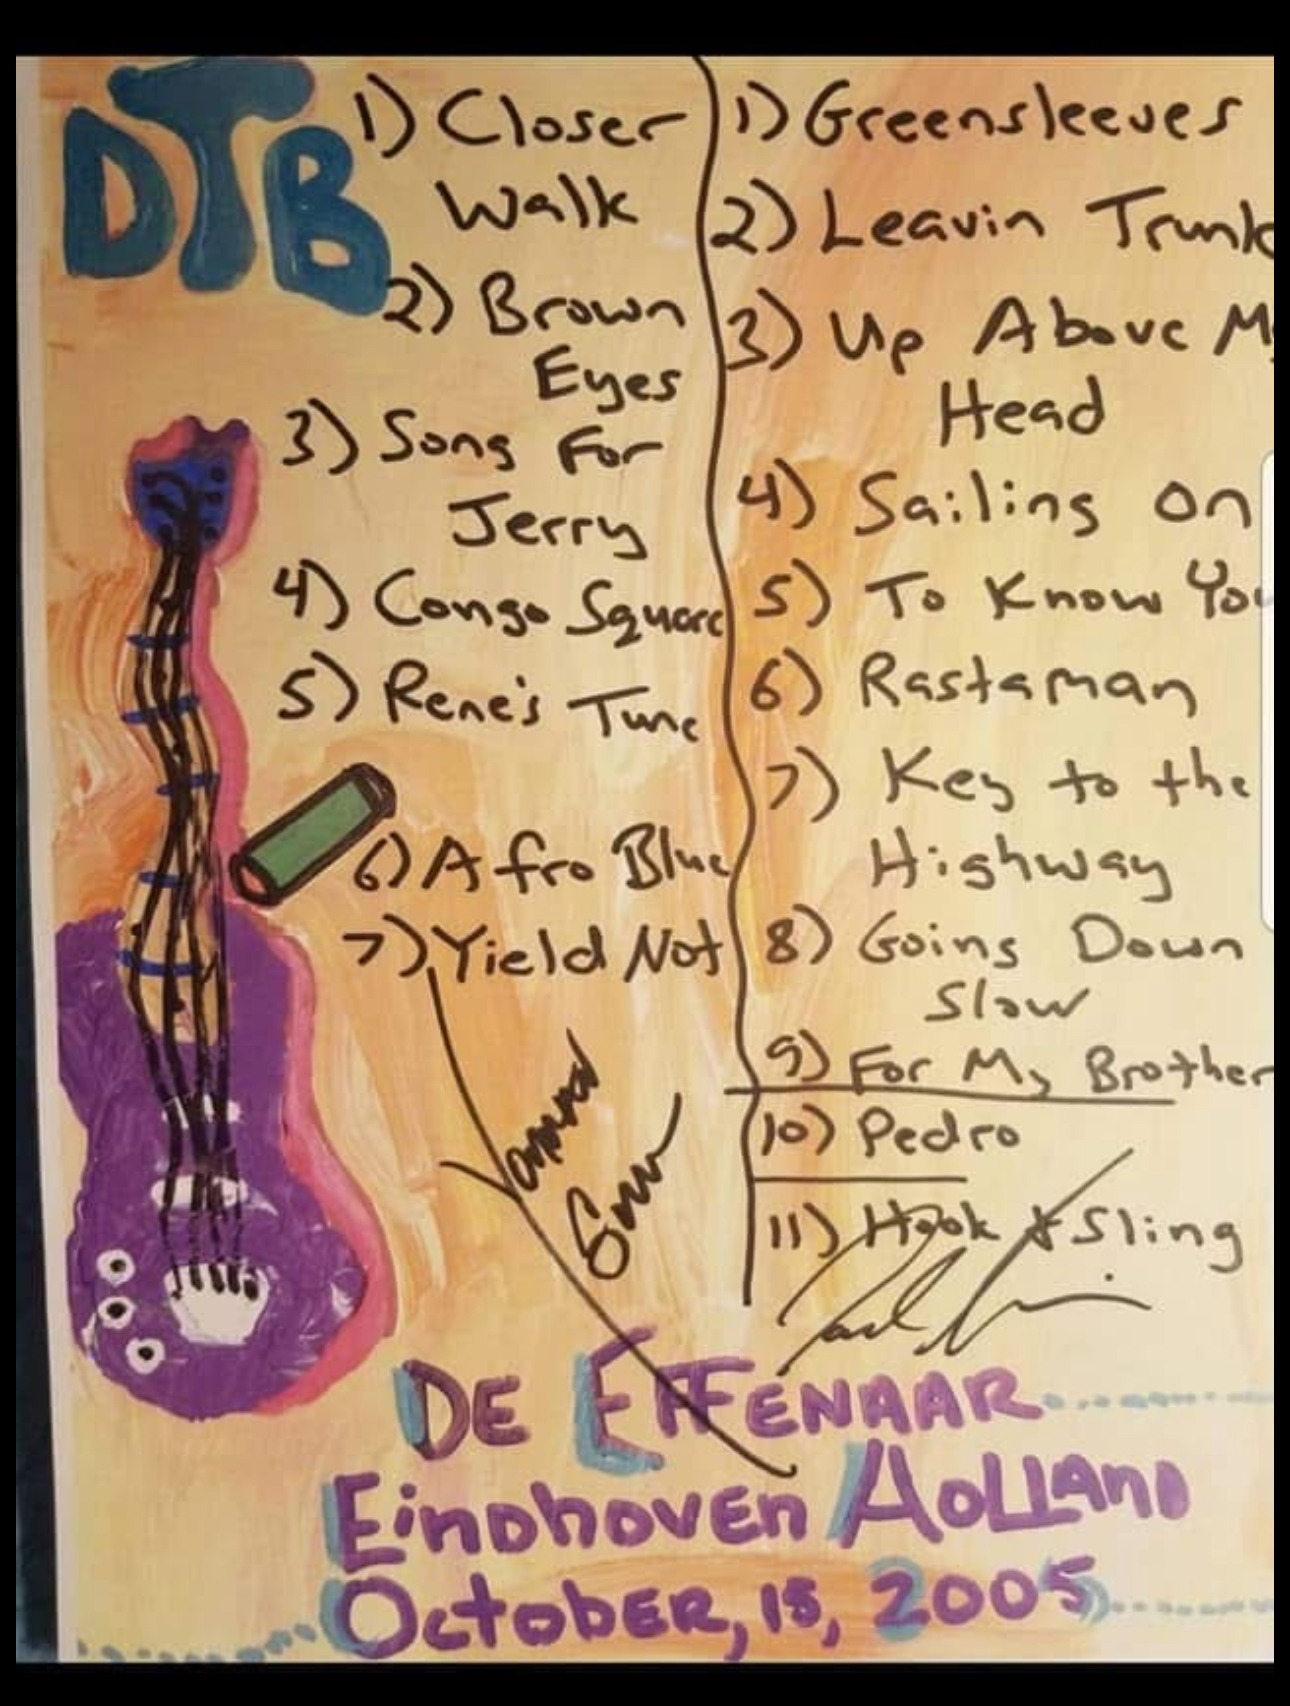 DTB
1) Closer
Walk
2) Brown
Eyes
3) Song For
Jerry
4) Congo Square
5) Rene's Tune
6) Afro Blue
7) Yield Not
1) Greensleeves
2) Leavin Trunk
3) Up Above My
Head
4) Sailing On
5) To Know You
6) Rastaman
7) Key to the
Highway
8) Going Down
Slow
9) For My Brother
10) Pedro
11) Hook & Sling
DE EFFENAAR
Eindhoven Holland
October, 15, 2005